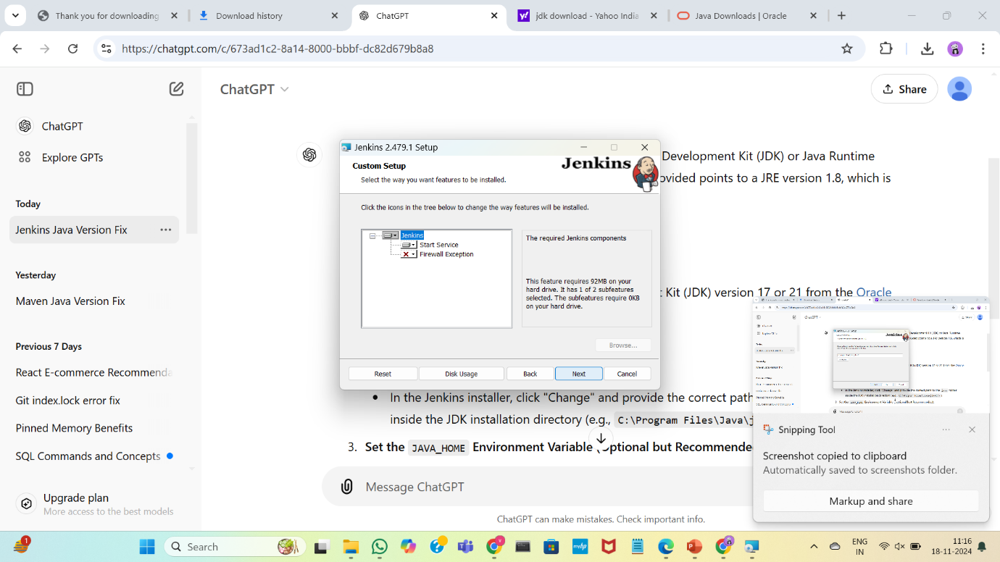 Thank you for downloading
Download history
ChatGPT
jdk download - Yahoo India
Java Downloads | Oracle
https://chatgpt.com/c/673ad1c2-8a14-8000-bbbf-dc82d679b8a8
ChatGPT
Explore GPTs
Today
Jenkins Java Version Fix
Yesterday
Maven Java Version Fix
Previous 7 Days
React E-commerce Recommenda
Git index.lock error fix
Pinned Memory Benefits
SQL Commands and Concepts
Upgrade plan
More access to the best models
ChatGPT
Share
Development Kit (JDK) or Java Runtime
ovided points to a JRE version 1.8, which is
Kit (JDK) version 17 or 21 from the Oracle
Jenkins 2.479.1 Setup
Custom Setup
Select the way you want features to be installed.
Jenkins
Click the icons in the tree below to change the way features will be installed.
Jenkins
Start Service
Firewall Exception
The required Jenkins components
This feature requires 92MB on your
hard drive. It has 1 of 2 subfeatures
selected. The subfeatures require 0KB
on your hard drive.
Browse...
Reset
Disk Usage
Back
Next
Cancel
• In the Jenkins installer, click "Change" and provide the correct path
inside the JDK installation directory (e.g., C:\Program Files\Java\j
3. Set the JAVA_HOME Environment Variable (Optional but Recommende
Message ChatGPT
ChatGPT can make mistakes. Check important info.
Snipping Tool
Screenshot copied to clipboard
Automatically saved to screenshots folder.
Markup and share
1
Search
ENG
IN
11:16
18-11-2024